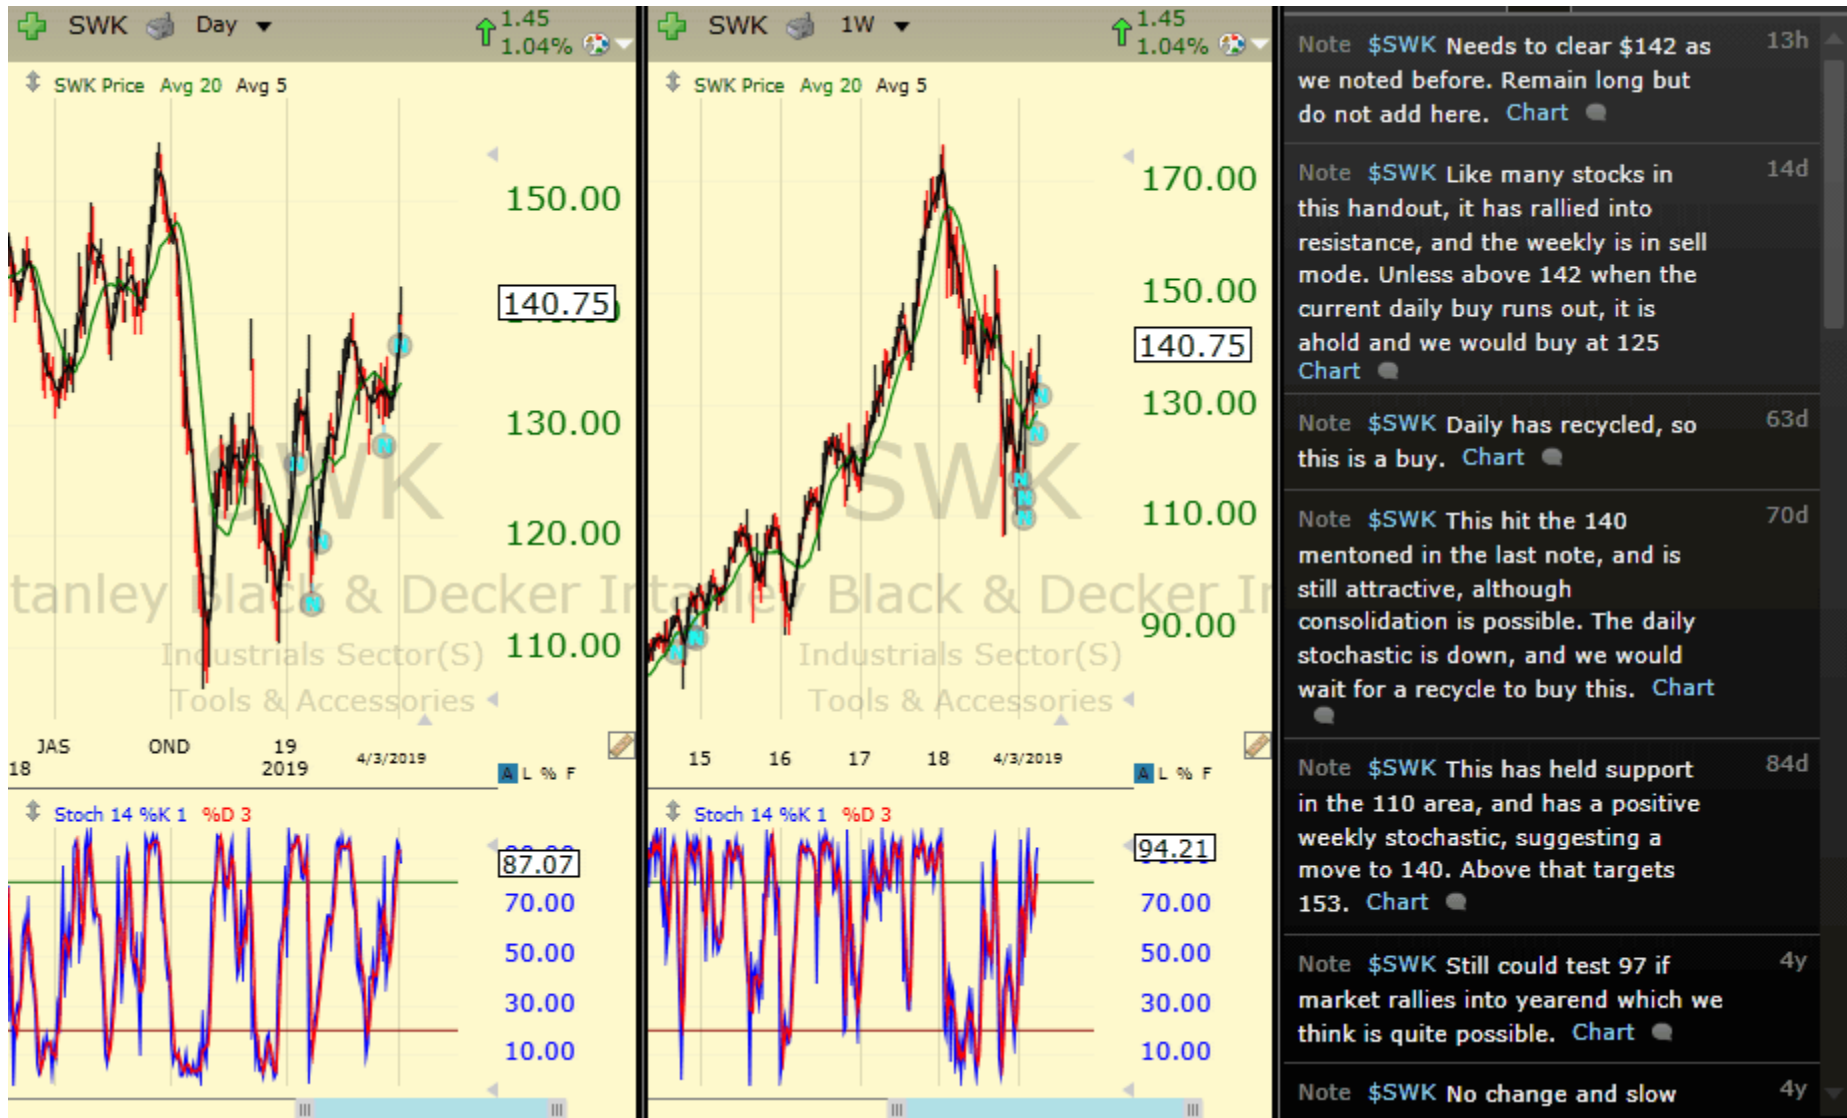 SWK Day
1.45
1.04%
SWK Price Avg 20 Avg 5
150.00
140.75
130.00
120.00
110.00
SWK
tanley Black & Decker In
Industrials Sector(S)
Tools & Accessories
JAS OND 19 4/3/2019
18 2019
A L % F
Stoch 14 %K 1 %D 3
87.07
70.00
50.00
30.00
10.00
SWK 1W
1.45
1.04%
SWK Price Avg 20 Avg 5
170.00
150.00
140.75
130.00
110.00
90.00
SWK
tanley Black & Decker In
Industrials Sector(S)
Tools & Accessories
15 16 17 18 4/3/2019
A L % F
Stoch 14 %K 1 %D 3
94.21
70.00
50.00
30.00
10.00
Note $SWK Needs to clear $142 as 13h
we noted before. Remain long but
do not add here. Chart
Note $SWK Like many stocks in 14d
this handout, it has rallied into
resistance, and the weekly is in sell
mode. Unless above 142 when the
current daily buy runs out, it is
ahold and we would buy at 125
Chart
Note $SWK Daily has recycled, so 63d
this is a buy. Chart
Note $SWK This hit the 140 70d
mentoned in the last note, and is
still attractive, although
consolidation is possible. The daily
stochastic is down, and we would
wait for a recycle to buy this. Chart
Note $SWK This has held support 84d
in the 110 area, and has a positive
weekly stochastic, suggesting a
move to 140. Above that targets
153. Chart
Note $SWK Still could test 97 if 4y
market rallies into yearend which we
think is quite possible. Chart
Note $SWK No change and slow 4y